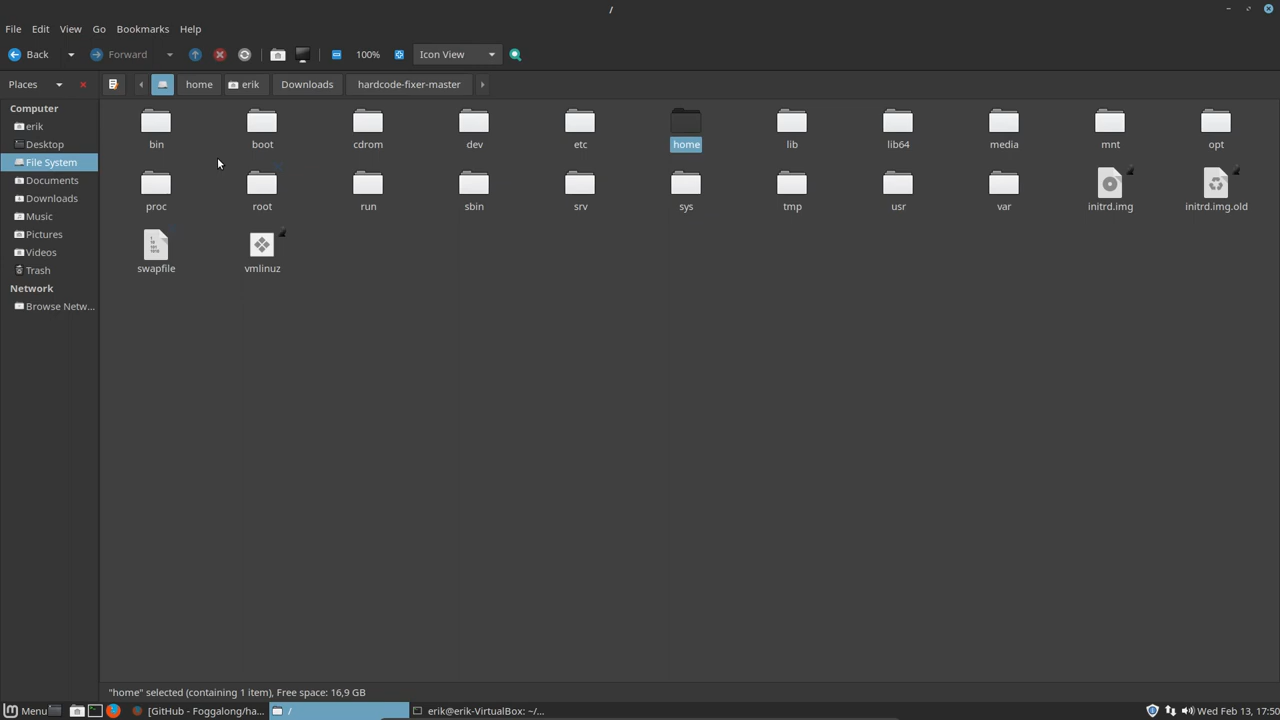 /
File Edit View Go Bookmarks Help
Back Forward 100% Icon View
Places home erik Downloads hardcode-fixer-master
Computer
erik
Desktop
File System
Documents
Downloads
Music
Pictures
Videos
Trash
Network
Browse Netw...
bin boot cdrom dev etc home lib lib64 media mnt opt
proc root run sbin srv sys tmp usr var initrd.img initrd.img.old
swapfile vmlinuz
"home" selected (containing 1 item), Free space: 16,9 GB
Menu [GitHub - Foggalong/ha... / erik@erik-VirtualBox: ~/... Wed Feb 13, 17:50